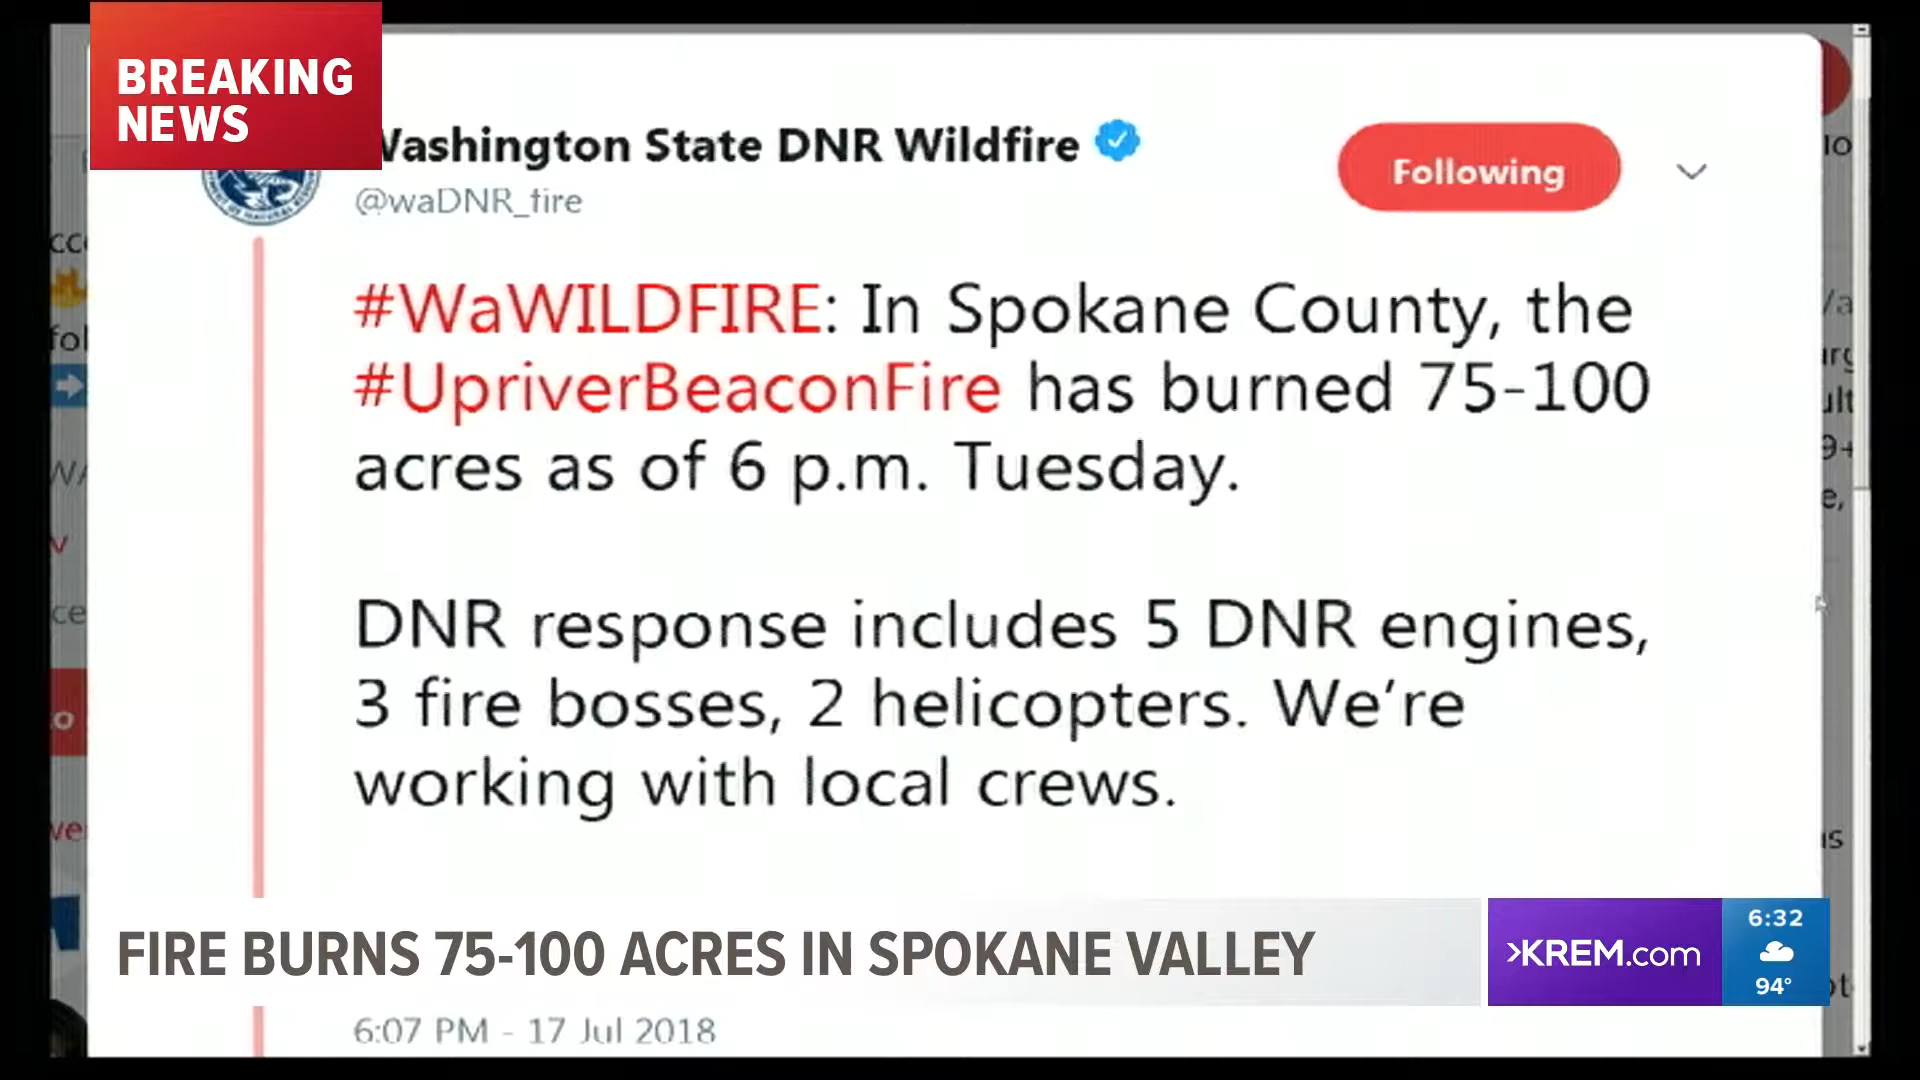 BREAKING
NEWS
Washington State DNR Wildfire
@waDNR_fire
Following
#WaWILDFIRE: In Spokane County, the
#UpriverBeaconFire has burned 75-100
acres as of 6 p.m. Tuesday.
DNR response includes 5 DNR engines,
3 fire bosses, 2 helicopters. We're
working with local crews.
FIRE BURNS 75-100 ACRES IN SPOKANE VALLEY
>KREM.com
6:32
94°
6:07 PM - 17 Jul 2018